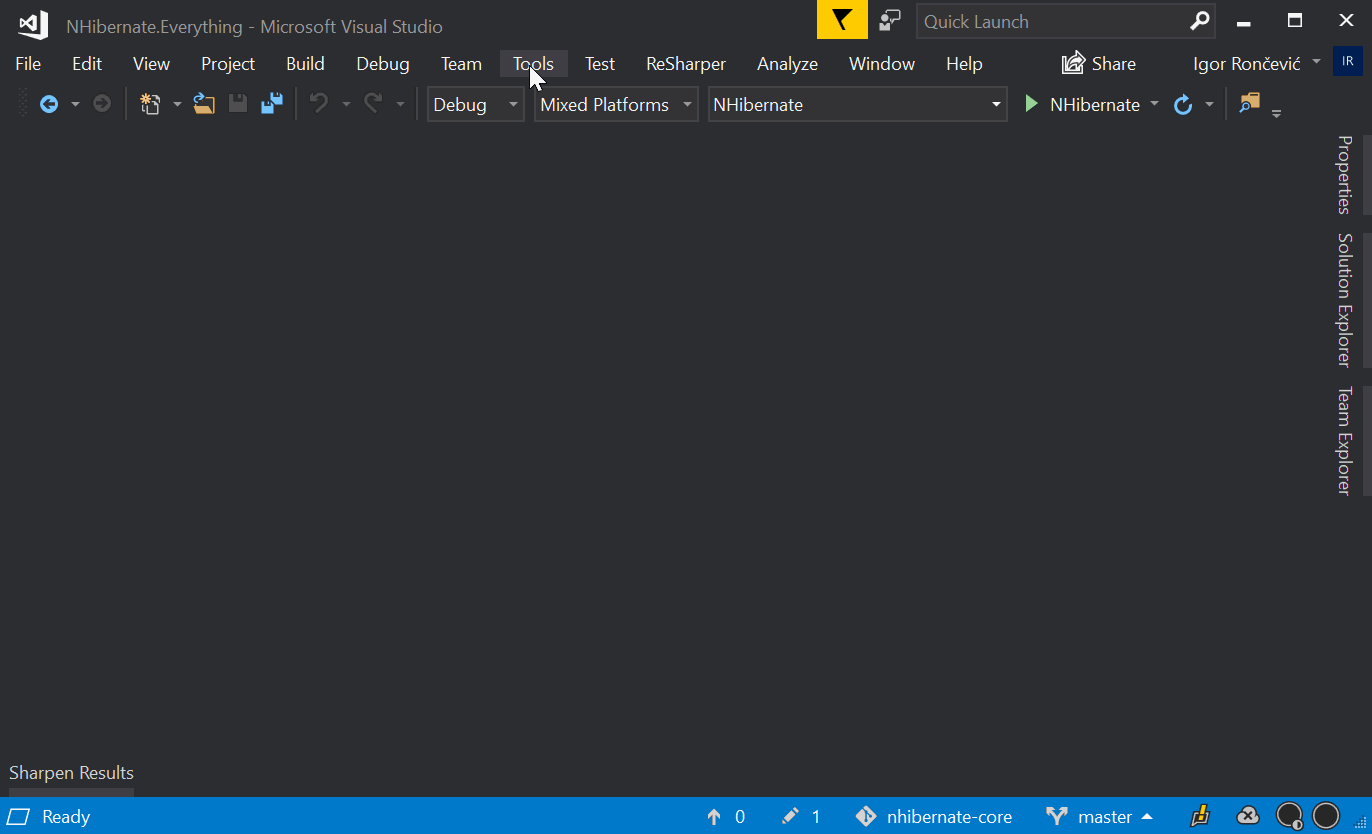 NHibernate.Everything - Microsoft Visual Studio
Quick Launch
File Edit View Project Build Debug Team Tools Test ReSharper Analyze Window Help Share Igor Rončević IR
Debug Mixed Platforms NHibernate NHibernate
Properties
Solution Explorer
Team Explorer
Sharpen Results
Ready 0 1 nhibernate-core master